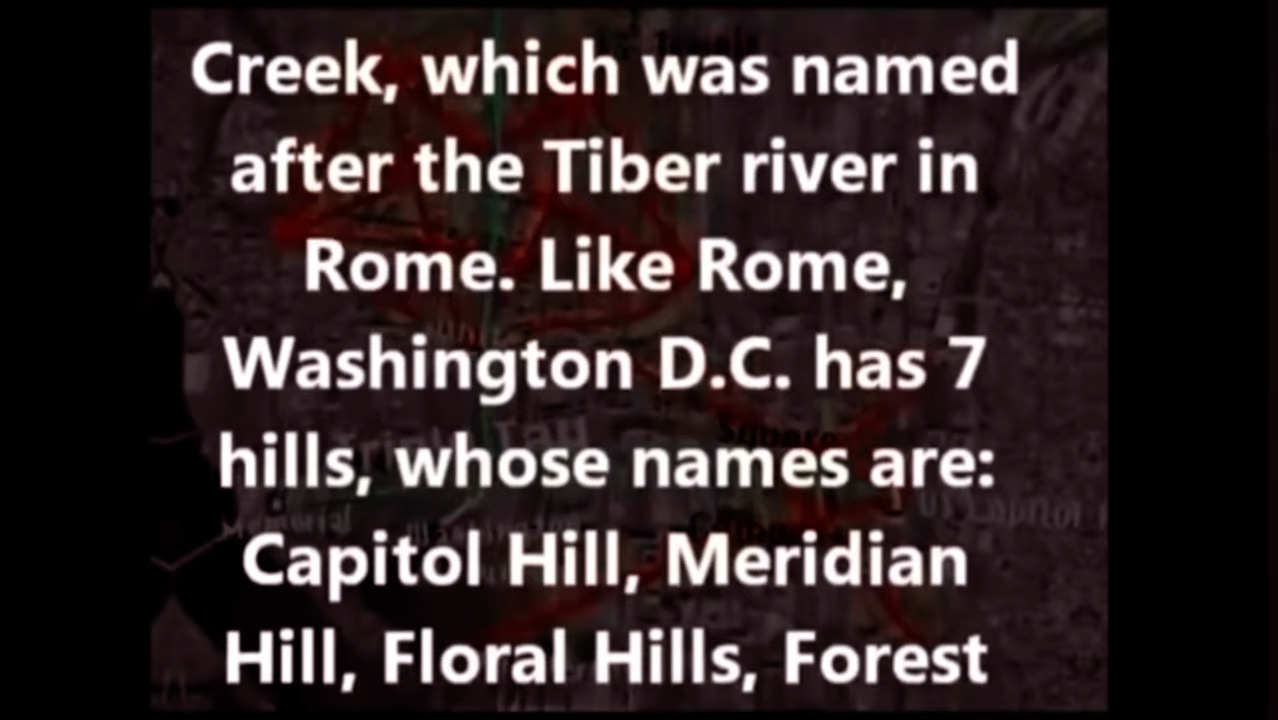 Creek, which was named
after the Tiber river in
Rome. Like Rome,
Washington D.C. has 7
hills, whose names are:
Capitol Hill, Meridian
Hill, Floral Hills, Forest